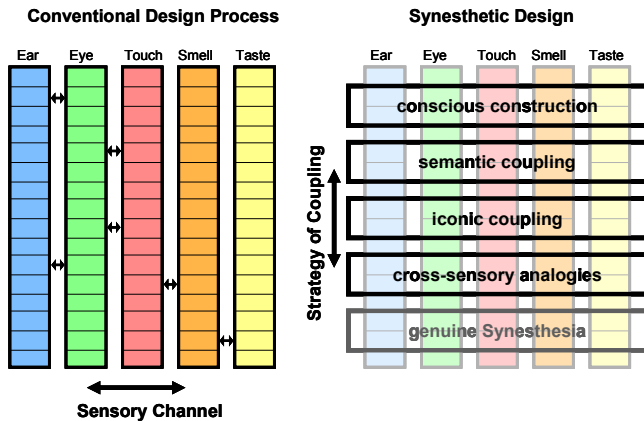 Conventional Design Process
Ear Eye Touch Smell Taste
Sensory Channel
Synesthetic Design
Ear Eye Touch Smell Taste
Strategy of Coupling
conscious construction
semantic coupling
iconic coupling
cross-sensory analogies
genuine Synesthesia